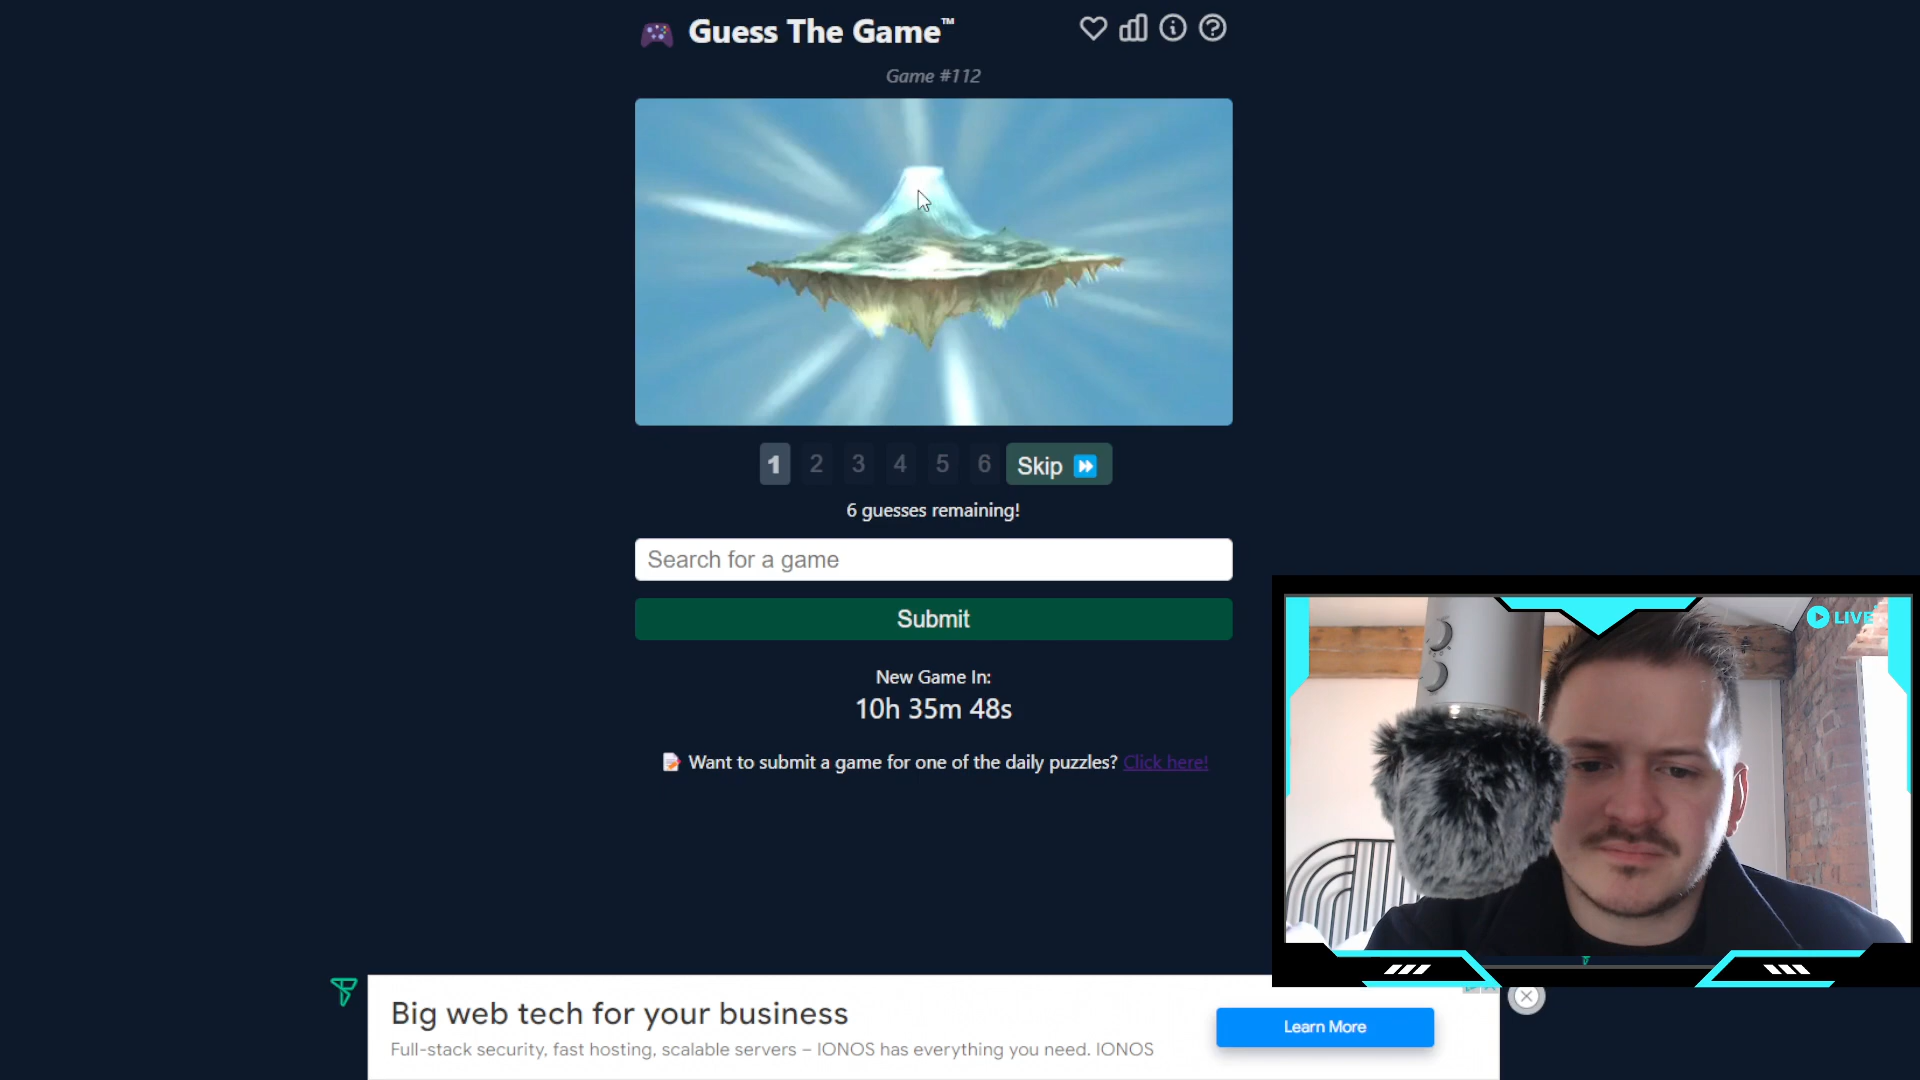 Guess The Game™
Game #112
1 2 3 4 5 6 Skip
6 guesses remaining!
Search for a game
Submit
New Game In:
10h 35m 48s
Want to submit a game for one of the daily puzzles? Click here!
LIVE
Big web tech for your business
Full-stack security, fast hosting, scalable servers – IONOS has everything you need. IONOS
Learn More